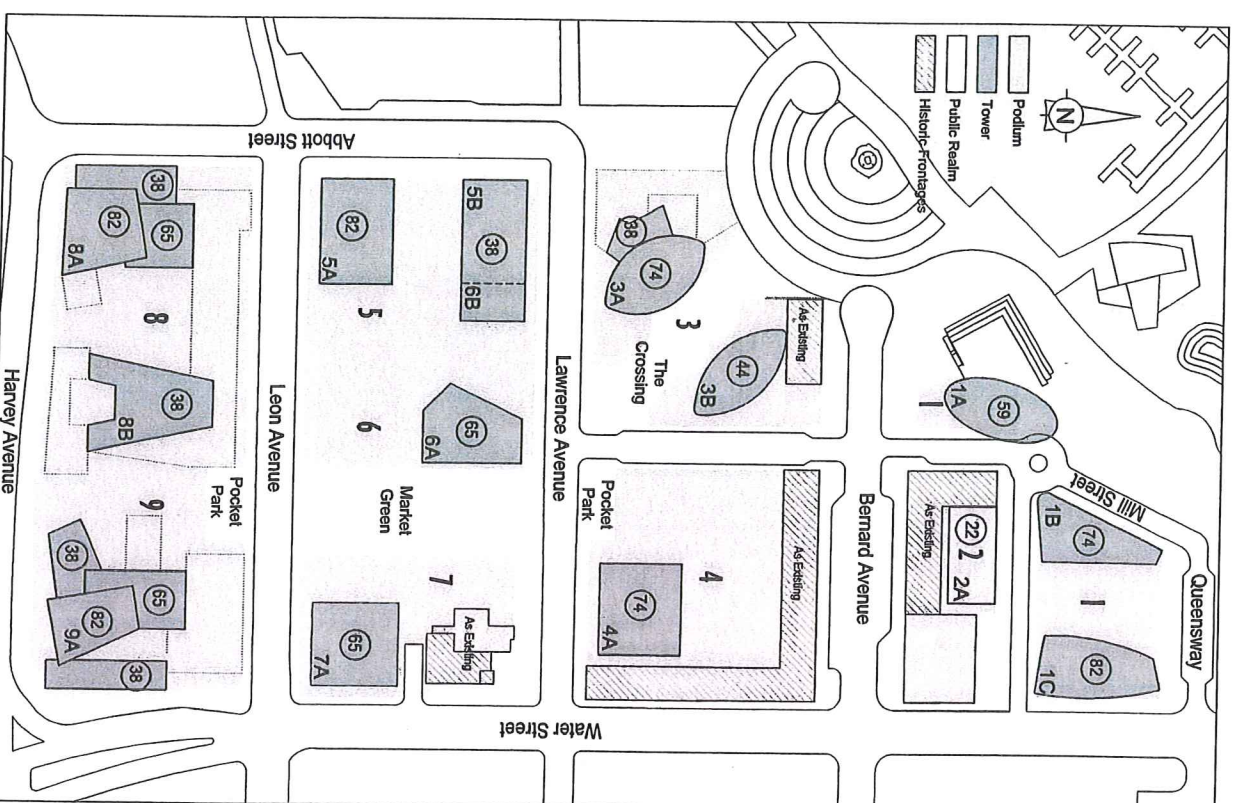 Podium
Tower
Public Realm
Historic Frontages
N
Queensway
Mill Street
Bernard Avenue
Lawrence Avenue
Leon Avenue
Harvey Avenue
Abbott Street
Water Street
1
59
1A
1B
74
1
82
1C
As Existing
22
2
2A
As Existing
3
38
74
3A
The
Crossing
44
3B
As Existing
4
Pocket
Park
74
4A
5B
38
6B
82
5A
5
6
65
6A
Market
Green
7
As Existing
65
7A
38
82
65
8A
8
38
8B
Pocket
Park
9
38
65
82
9A
38